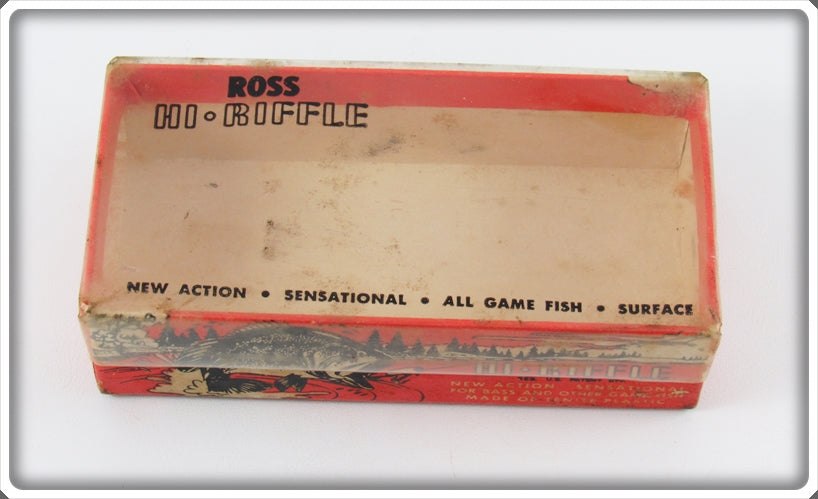 ROSS
HI-RIFFLE
NEW ACTION • SENSATIONAL • ALL GAME FISH • SURFACE
HI-RIFFLE
NEW ACTION SENSATIONAL
FOR BASS AND OTHER GAME FISH
MADE OF TENITE PLASTIC